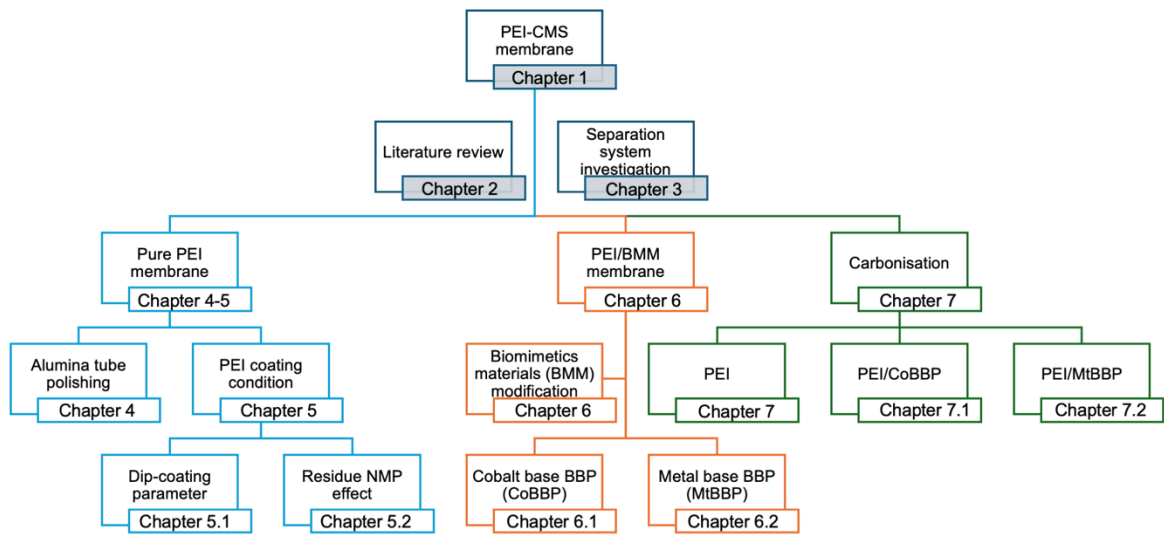 PEI-CMS
membrane
Chapter 1
Literature review
Chapter 2
Separation
system
investigation
Chapter 3
Pure PEI
membrane
Chapter 4-5
PEI/BMM
membrane
Chapter 6
Carbonisation
Chapter 7
Alumina tube
polishing
Chapter 4
PEI coating
condition
Chapter 5
Biomimetics
materials (BMM)
modification
Chapter 6
PEI
Chapter 7
PEI/CoBBP
Chapter 7.1
PEI/MtBBP
Chapter 7.2
Dip-coating
parameter
Chapter 5.1
Residue NMP
effect
Chapter 5.2
Cobalt base BBP
(CoBBP)
Chapter 6.1
Metal base BBP
(MtBBP)
Chapter 6.2